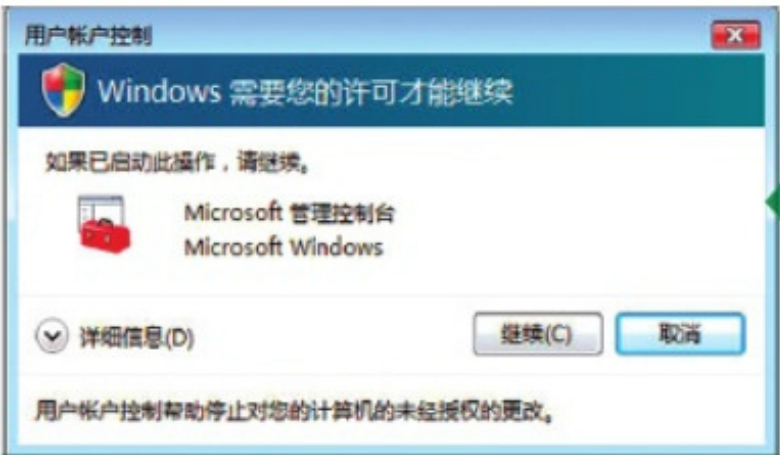 用户帐户控制
Windows 需要您的许可才能继续
如果已启动此操作，请继续。
Microsoft 管理控制台
Microsoft Windows
详细信息(D)
继续(C)
取消
用户帐户控制帮助停止对您的计算机的未经授权的更改。